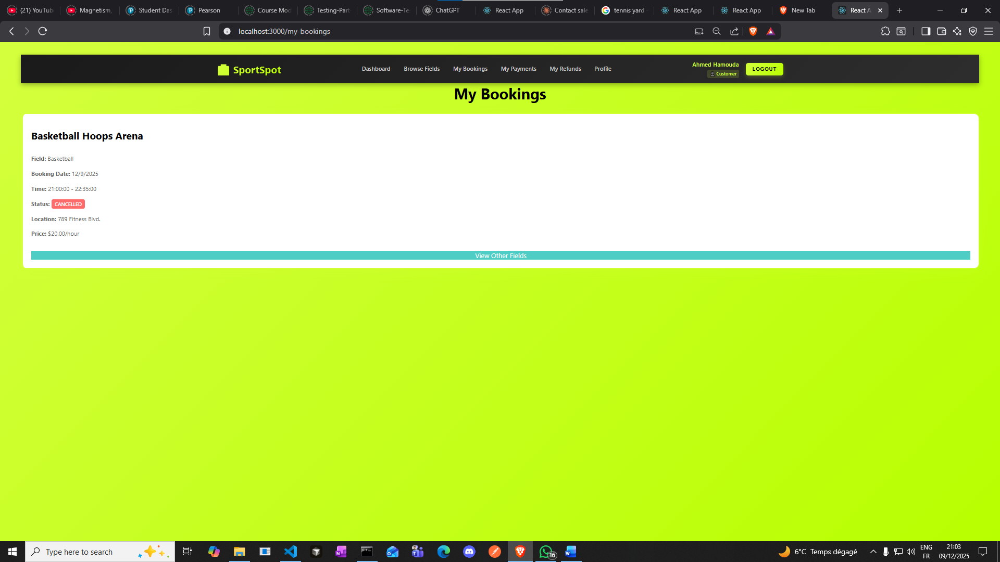 (21) YouTub
Magnetism,
Student Das
Pearson
Course Mod
Testing-Part
Software-Te
ChatGPT
React App
Contact sale
tennis yard
React App
React App
New Tab
React A
localhost:3000/my-bookings
SportSpot
Dashboard
Browse Fields
My Bookings
My Payments
My Refunds
Profile
Ahmed Hamouda
Customer
LOGOUT
My Bookings
Basketball Hoops Arena
Field: Basketball
Booking Date: 12/9/2025
Time: 21:00:00 - 22:35:00
Status: CANCELLED
Location: 789 Fitness Blvd.
Price: $20.00/hour
View Other Fields
Type here to search
16
6°C Temps dégagé
ENG
FR
21:03
09/12/2025